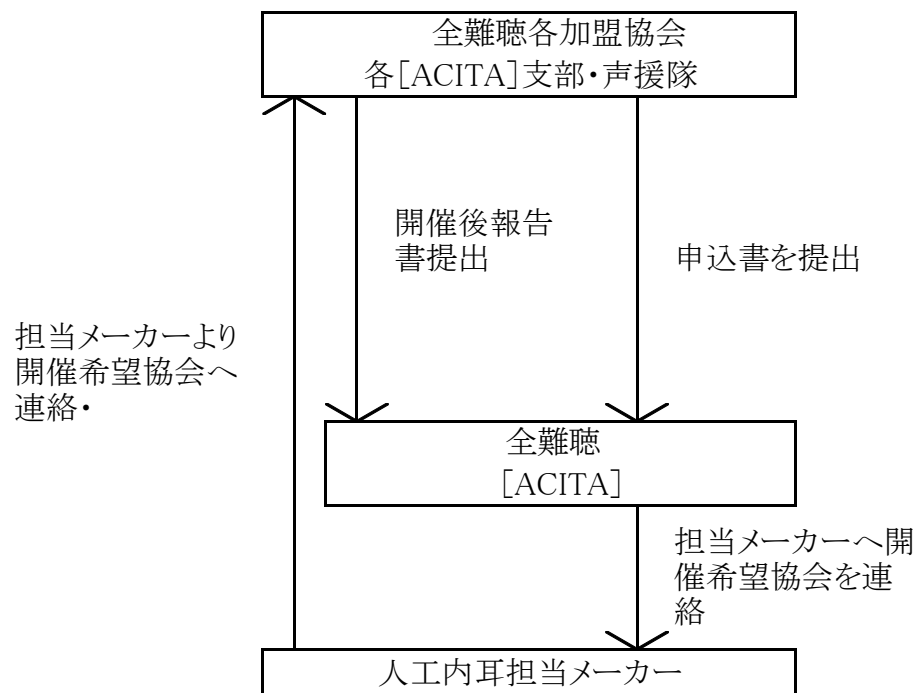 全難聴各加盟協会
各[ACITA]支部・声援隊
開催後報告
書提出
申込書を提出
担当メーカーより
開催希望協会へ
連絡・
全難聴
[ACITA]
担当メーカーへ開
催希望協会を連
絡
人工内耳担当メーカー